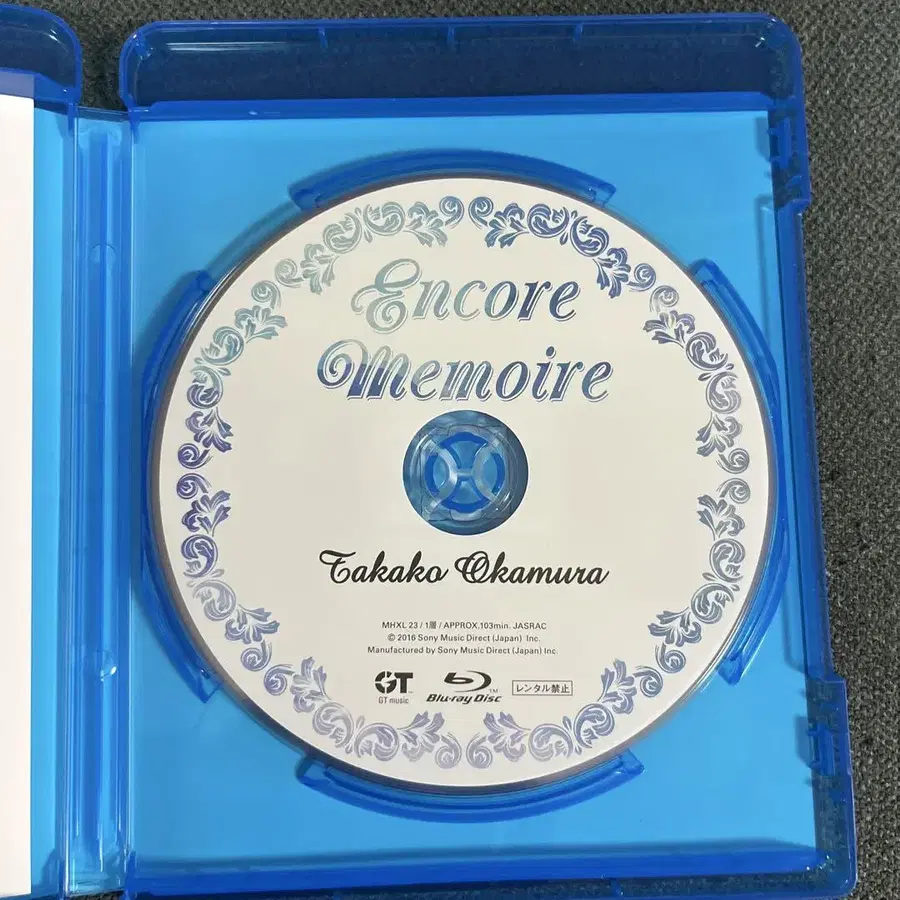 Encore
Memoire
Takako Okamura
MHXL 23 / 1層 / APPROX.103min. JASRAC
© 2016 Sony Music Direct (Japan) Inc.
Manufactured by Sony Music Direct (Japan) Inc.
GT
GT music
Blu-ray Disc™
レンタル禁止